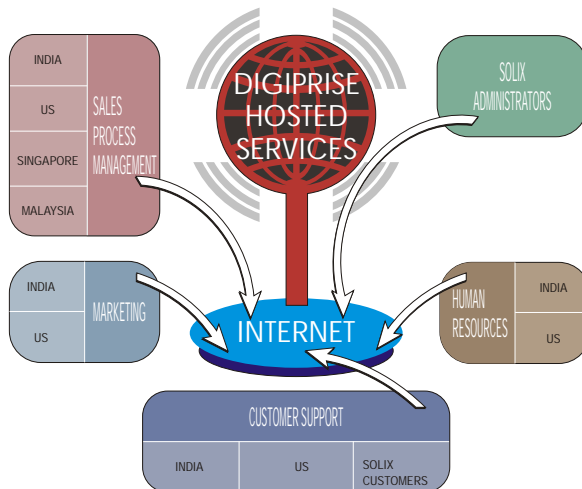 INDIA
US
SINGAPORE
MALAYSIA
SALES
PROCESS
MANAGEMENT
DIGIPRISE
HOSTED
SERVICES
SOLIX
ADMINISTRATORS
INDIA
US
MARKETING
INTERNET
HUMAN
RESOURCES
INDIA
US
CUSTOMER SUPPORT
INDIA
US
SOLIX
CUSTOMERS